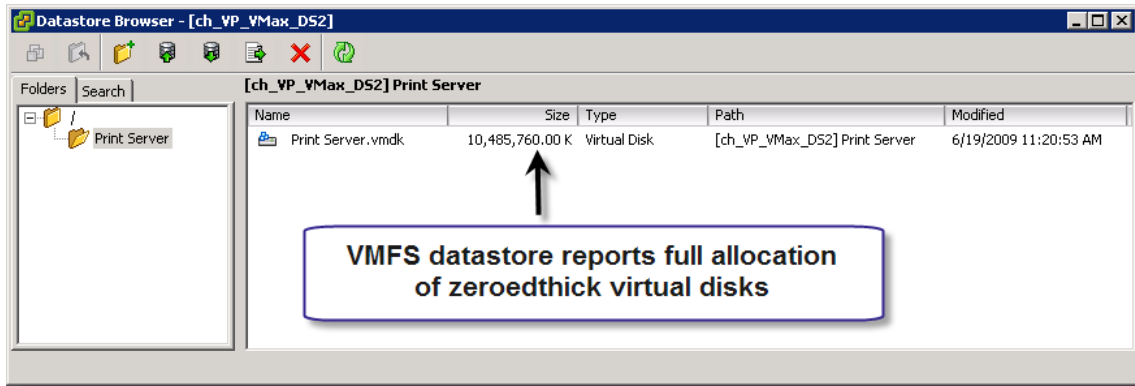 Datastore Browser - [ch_VP_VMax_DS2]
Folders Search
[ch_VP_VMax_DS2] Print Server
/
Print Server
Name Size Type Path Modified
Print Server.vmdk 10,485,760.00 K Virtual Disk [ch_VP_VMax_DS2] Print Server 6/19/2009 11:20:53 AM
VMFS datastore reports full allocation
of zeroedthick virtual disks